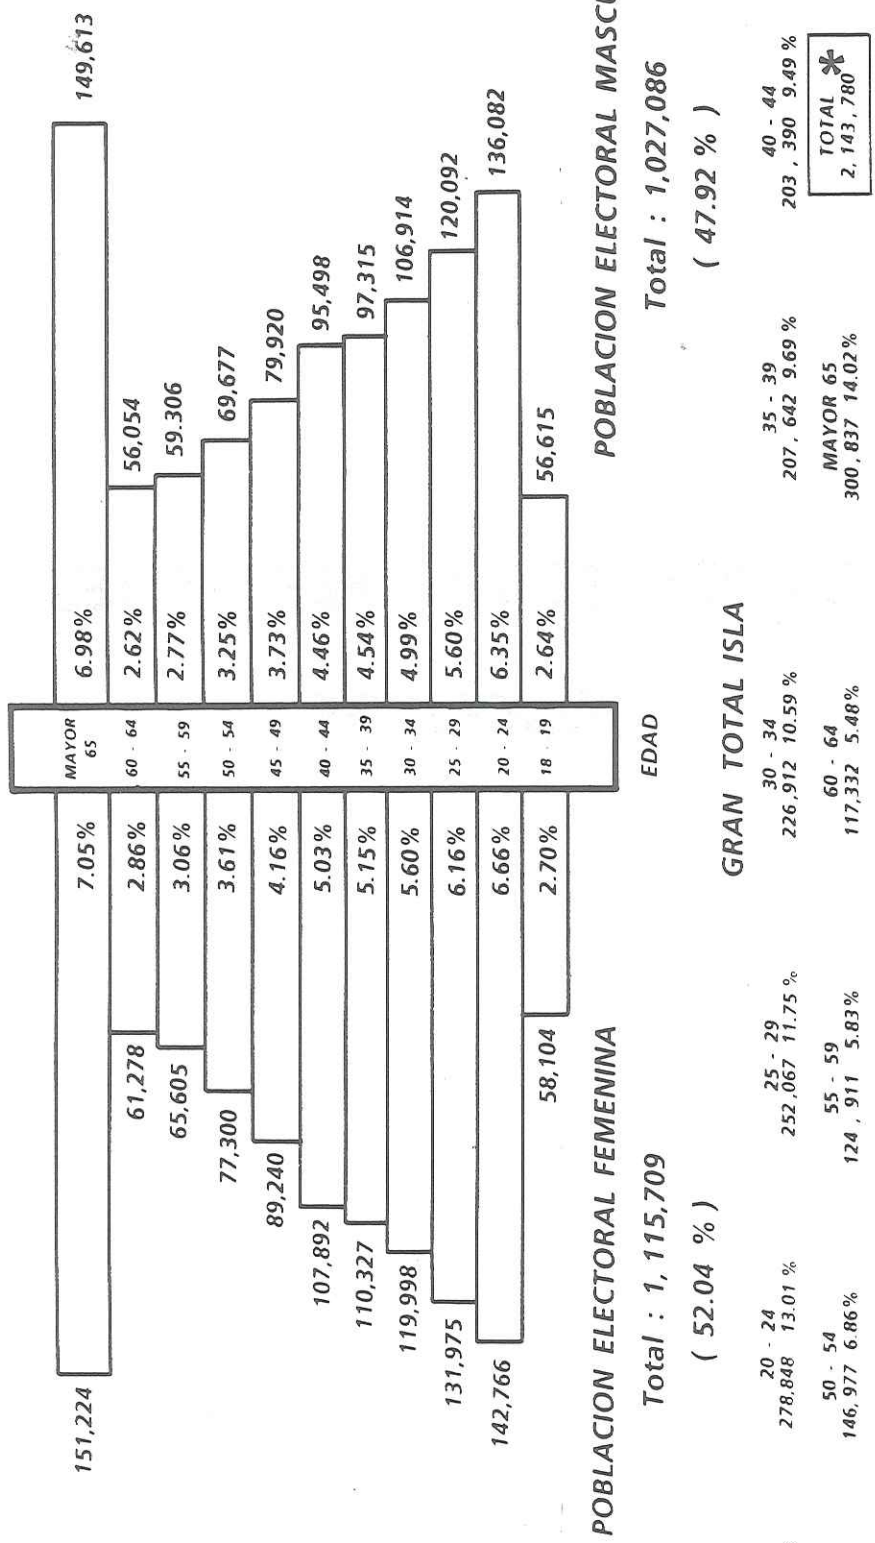 151,224 7.05% MAYOR 65 6.98% 149,613
61,278 2.86% 60 - 64 2.62% 56,054
65,605 3.06% 55 - 59 2.77% 59.306
77,300 3.61% 50 - 54 3.25% 69,677
89,240 4.16% 45 - 49 3.73% 79,920
107,892 5.03% 40 - 44 4.46% 95,498
110,327 5.15% 35 - 39 4.54% 97,315
119,998 5.60% 30 - 34 4.99% 106,914
131,975 6.16% 25 - 29 5.60% 120,092
142,766 6.66% 20 - 24 6.35% 136,082
58,104 2.70% 18 - 19 2.64% 56,615
POBLACION ELECTORAL FEMENINA
Total : 1, 115,709
( 52.04 % )
EDAD
POBLACION ELECTORAL
Total : 1,027,086
( 47.92 % )
GRAN TOTAL ISLA
20 - 24 25 - 29 30 - 34 35 - 39 40 - 44
278.848 13.01 % 252,067 11.75 % 226,912 10.59 % 207, 642 9.69 % 203 , 390 9.49 %
50 - 54 55 - 59 60 - 64 MAYOR 65 TOTAL *
146, 977 6.86% 124 , 911 5.83% 117,332 5.48% 300, 837 14.02% 2, 143, 780